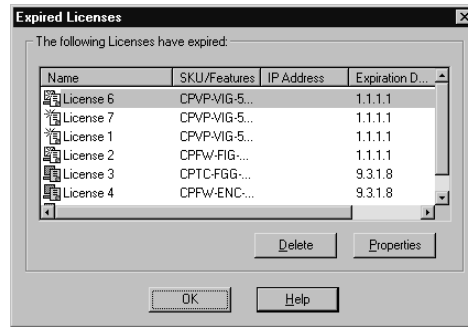 Expired Licenses
The following Licenses have expired:
Name SKU/Features IP Address Expiration D...
License 6 CPVP-VIG-5... 1.1.1.1
License 7 CPVP-VIG-5... 1.1.1.1
License 1 CPVP-VIG-5... 1.1.1.1
License 2 CPFW-FIG-... 1.1.1.1
License 3 CPTC-FGG-... 9.3.1.8
License 4 CPFW-ENC-... 9.3.1.8
Delete Properties
OK Help